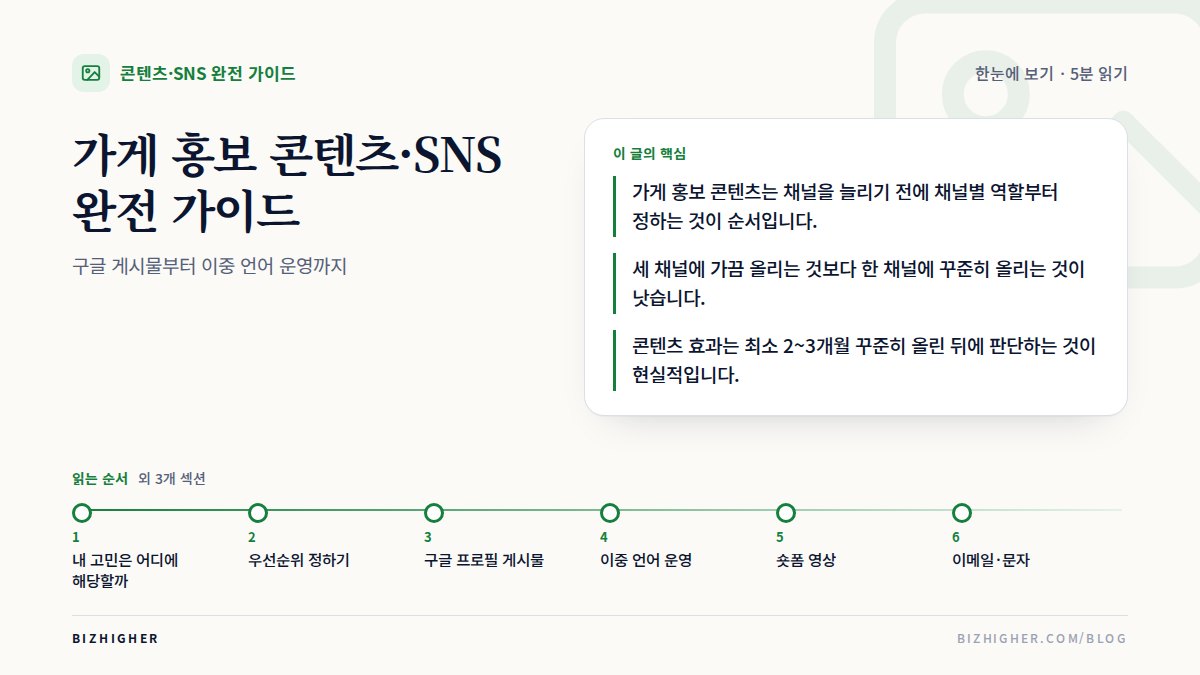 콘텐츠·SNS 완전 가이드
한눈에 보기 · 5분 읽기
가게 홍보 콘텐츠·SNS
완전 가이드
구글 게시물부터 이중 언어 운영까지
이 글의 핵심
가게 홍보 콘텐츠는 채널을 늘리기 전에 채널별 역할부터
정하는 것이 순서입니다.
세 채널에 가끔 올리는 것보다 한 채널에 꾸준히 올리는 것이
낫습니다.
콘텐츠 효과는 최소 2~3개월 꾸준히 올린 뒤에 판단하는 것이
현실적입니다.
읽는 순서 외 3개 섹션
1
내 고민은 어디에
해당할까
2
우선순위 정하기
3
구글 프로필 게시물
4
이중 언어 운영
5
숏폼 영상
6
이메일·문자
BIZHIGHER
BIZHIGHER.COM/BLOG